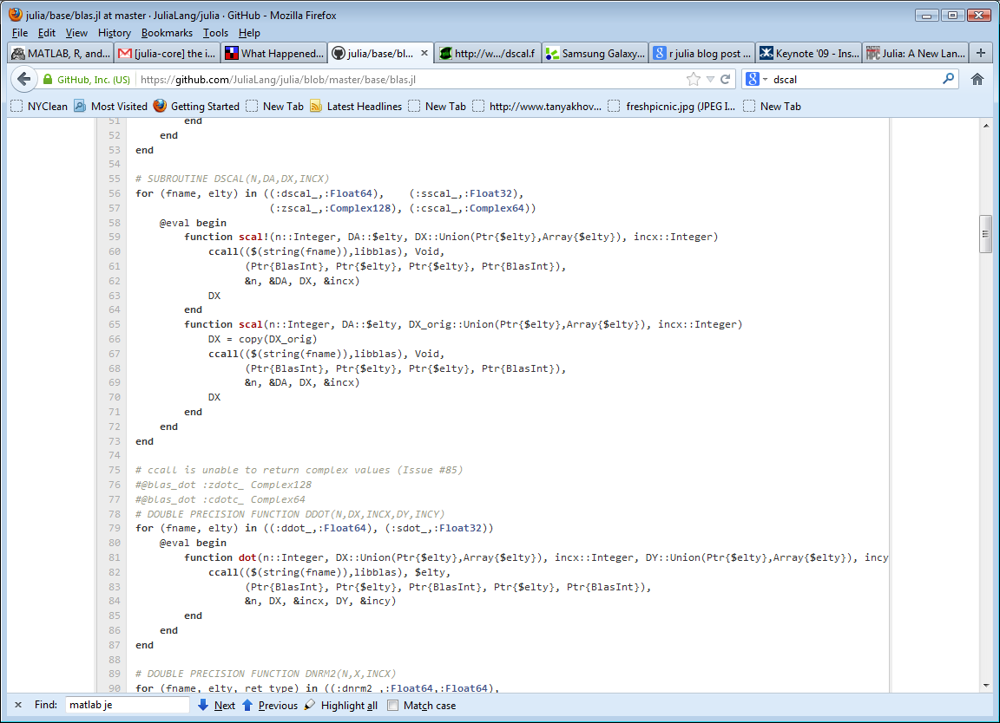 julia/base/blas.jl at master · JuliaLang/julia · GitHub - Mozilla Firefox
File Edit View History Bookmarks Tools Help
MATLAB, R, and... [julia-core] the i... What Happened... julia/base/bl... × http://w.../dscal.f Samsung Galaxy... r julia blog post ... Keynote '09 - Ins... Julia: A New Lan... +
GitHub, Inc. (US) https://github.com/JuliaLang/julia/blob/master/base/blas.jl dscal
NYClean Most Visited Getting Started New Tab Latest Headlines New Tab http://www.tanyakhov... freshpicnic.jpg (JPEG I... New Tab
51 end
52 end
53 end
54
55 # SUBROUTINE DSCAL(N,DA,DX,INCX)
56 for (fname, elty) in ((:dscal_,:Float64), (:sscal_,:Float32),
57 (:zscal_,:Complex128), (:cscal_,:Complex64))
58 @eval begin
59 function scal!(n::Integer, DA::$elty, DX::Union(Ptr{$elty},Array{$elty}), incx::Integer)
60 ccall(($(string(fname)),libblas), Void,
61 (Ptr{BlasInt}, Ptr{$elty}, Ptr{$elty}, Ptr{BlasInt}),
62 &n, &DA, DX, &incx)
63 DX
64 end
65 function scal(n::Integer, DA::$elty, DX_orig::Union(Ptr{$elty},Array{$elty}), incx::Integer)
66 DX = copy(DX_orig)
67 ccall(($(string(fname)),libblas), Void,
68 (Ptr{BlasInt}, Ptr{$elty}, Ptr{$elty}, Ptr{BlasInt}),
69 &n, &DA, DX, &incx)
70 DX
71 end
72 end
73 end
74
75 # ccall is unable to return complex values (Issue #85)
76 #@blas_dot :zdotc_ Complex128
77 #@blas_dot :cdotc_ Complex64
78 # DOUBLE PRECISION FUNCTION DDOT(N,DX,INCX,DY,INCY)
79 for (fname, elty) in ((:ddot_,:Float64), (:sdot_,:Float32))
80 @eval begin
81 function dot(n::Integer, DX::Union(Ptr{$elty},Array{$elty}), incx::Integer, DY::Union(Ptr{$elty},Array{$elty}), incy
82 ccall(($(string(fname)),libblas), $elty,
83 (Ptr{BlasInt}, Ptr{$elty}, Ptr{BlasInt}, Ptr{$elty}, Ptr{BlasInt}),
84 &n, DX, &incx, DY, &incy)
85 end
86 end
87 end
88
89 # DOUBLE PRECISION FUNCTION DNRM2(N,X,INCX)
90 for (fname, elty, ret_type) in ((:dnrm2_,:Float64,:Float64),
× Find: matlab je Next Previous Highlight all Match case